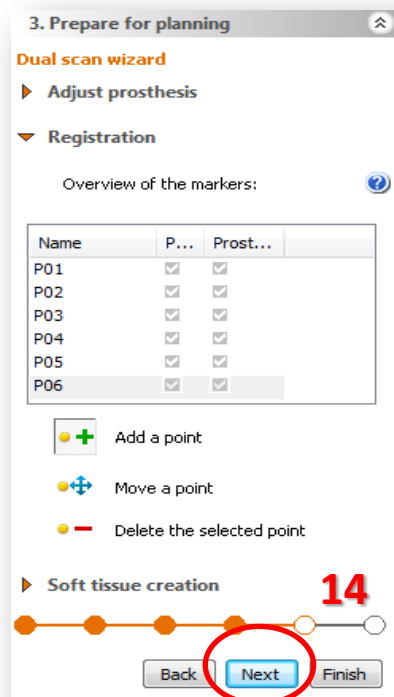 3. Prepare for planning
Dual scan wizard
Adjust prosthesis
Registration
Overview of the markers:
Name P... Prost...
P01
P02
P03
P04
P05
P06
Add a point
Move a point
Delete the selected point
Soft tissue creation
14
Back Next Finish